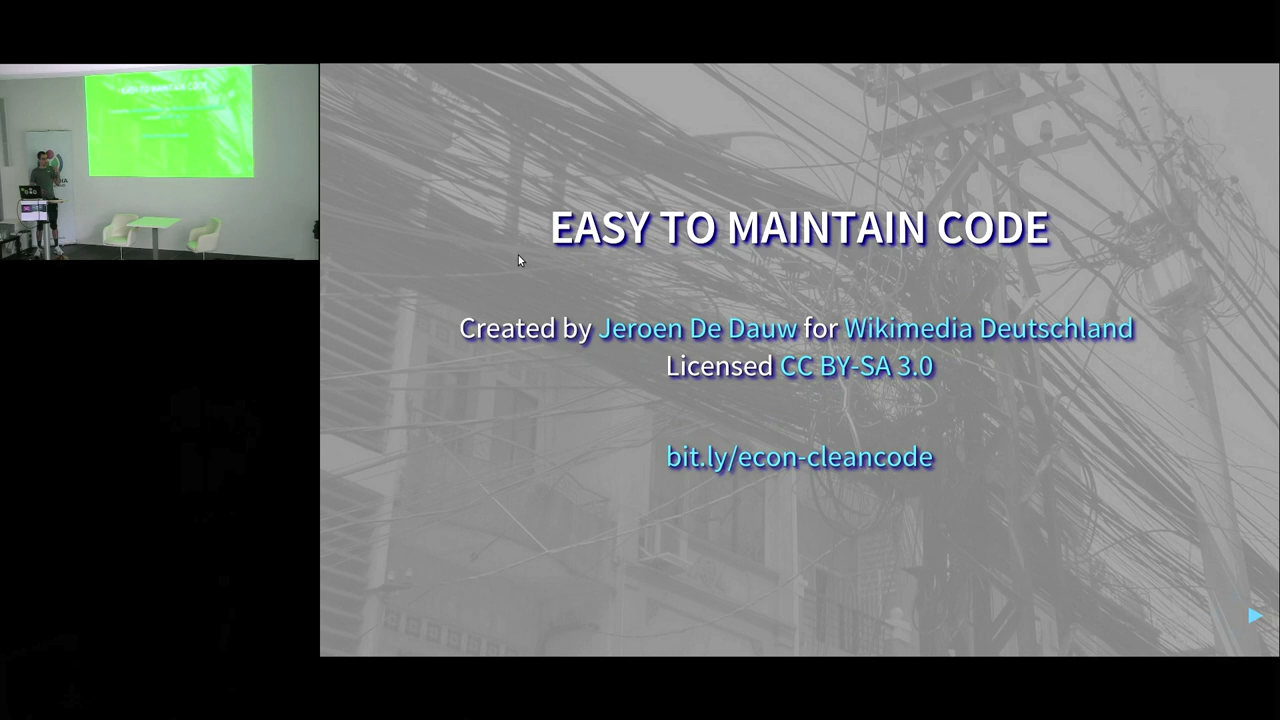 EASY TO MAINTAIN CODE
Created by Jeroen De Dauw for Wikimedia Deutschland
Licensed CC BY-SA 3.0
bit.ly/econ-cleancode